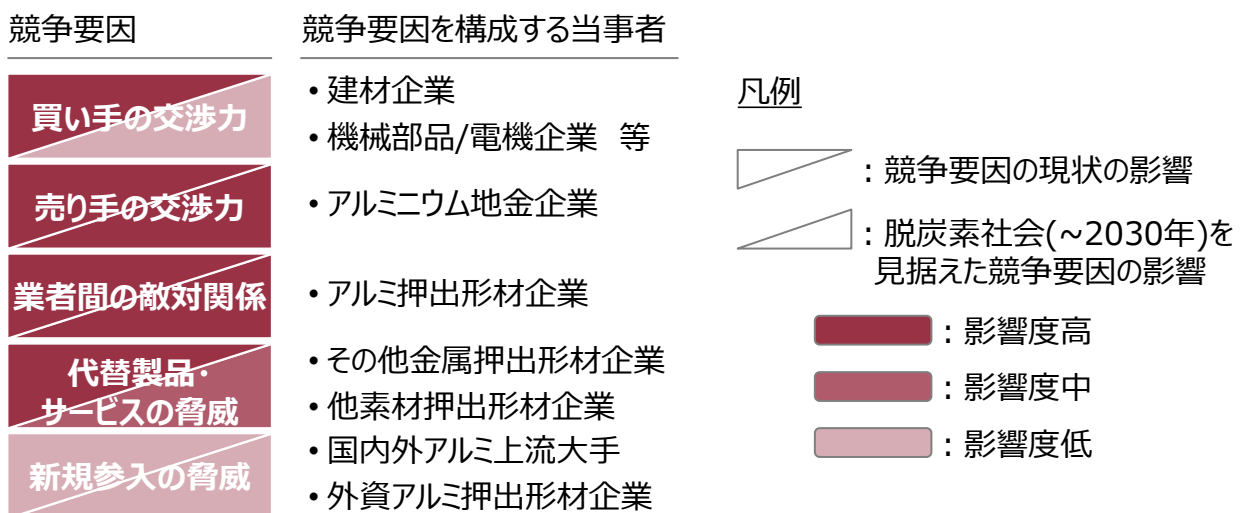 競争要因
競争要因を構成する当事者
買い手の交渉力
• 建材企業
• 機械部品/電機企業 等
売り手の交渉力
• アルミニウム地金企業
業者間の敵対関係
• アルミ押出形材企業
代替製品・
サービスの脅威
• その他金属押出形材企業
• 他素材押出形材企業
新規参入の脅威
• 国内外アルミ上流大手
• 外資アルミ押出形材企業
凡例
：競争要因の現状の影響
：脱炭素社会(~2030年)を
見据えた競争要因の影響
：影響度高
：影響度中
：影響度低